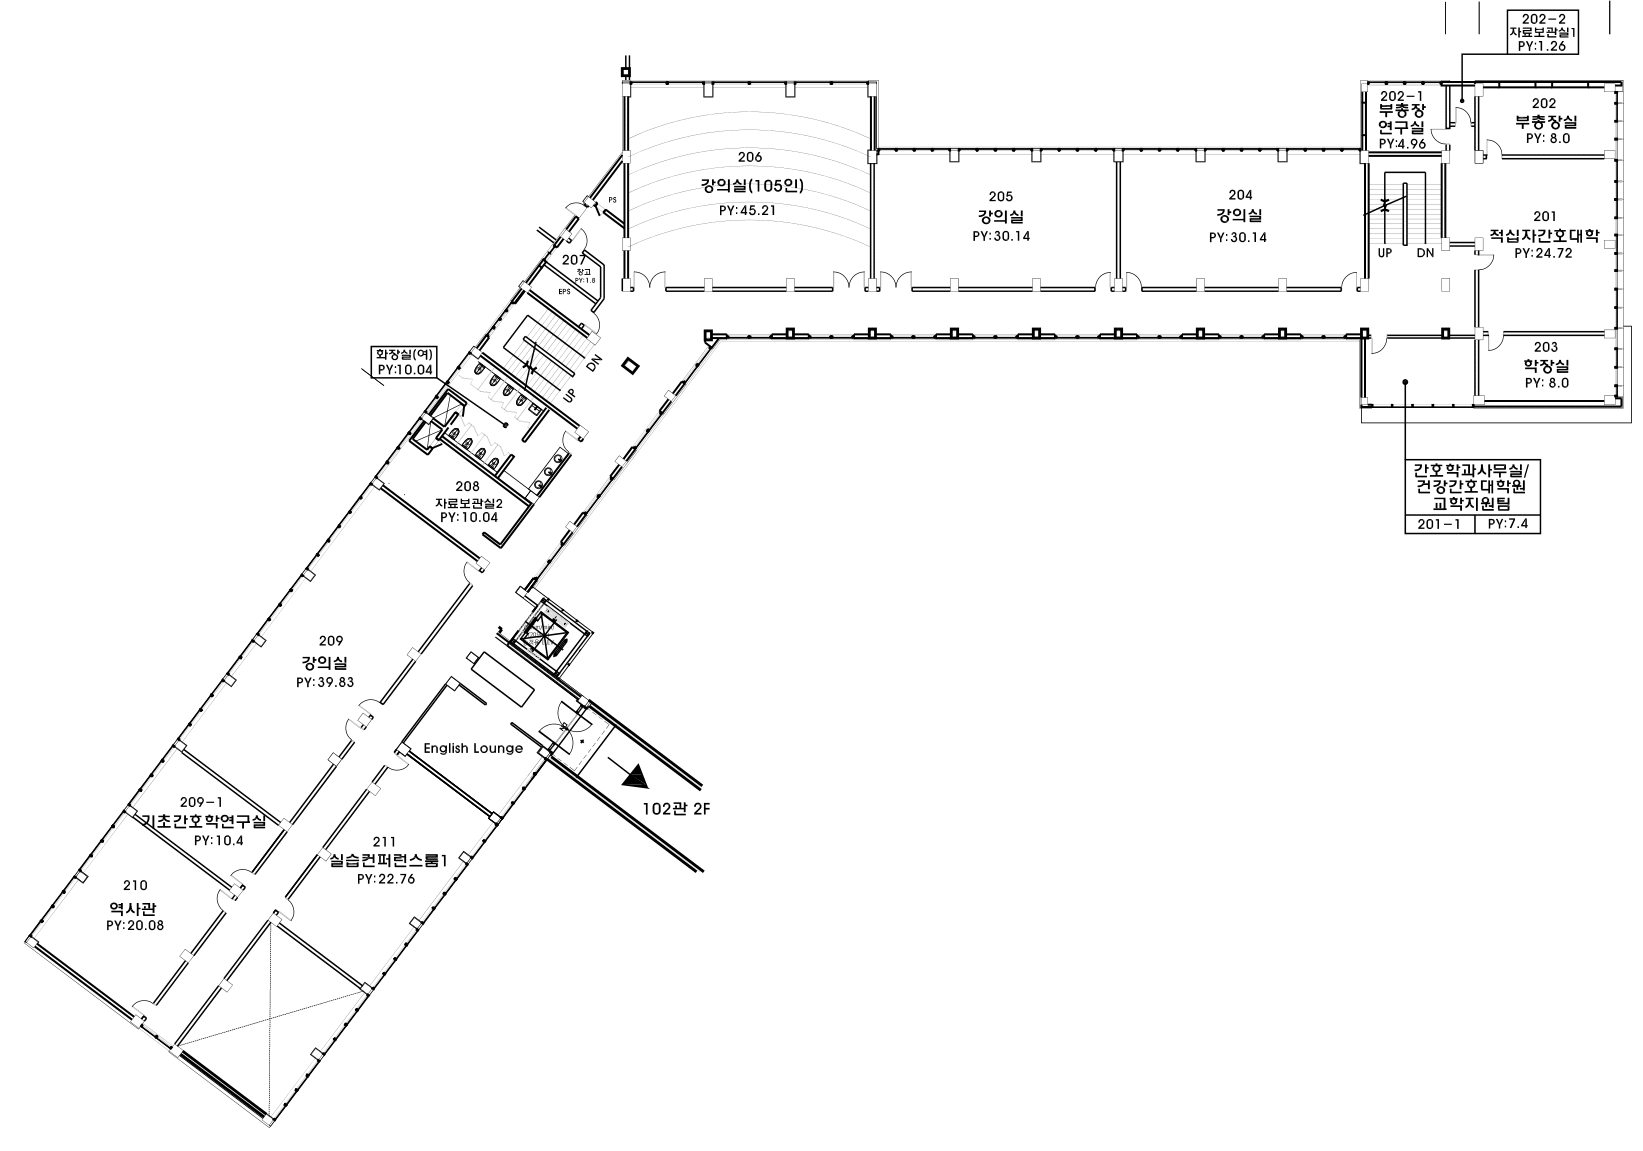 202-2
자료보관실1
PY:1.26
202-1
부총장
연구실
PY:4.96
202
부총장실
PY: 8.0
206
강의실(105인)
PY:45.21
205
강의실
PY:30.14
204
강의실
PY:30.14
201
적십자간호대학
PY:24.72
UP
DN
PS
207
창고
PY:1.8
EPS
DN
UP
화장실(여)
PY:10.04
203
학장실
PY: 8.0
208
자료보관실2
PY:10.04
간호학과사무실/
건강간호대학원
교학지원팀
201-1
PY:7.4
209
강의실
PY:39.83
English Lounge
102관 2F
209-1
기초간호학연구실
PY:10.4
211
실습컨퍼런스룸1
PY:22.76
210
역사관
PY:20.08